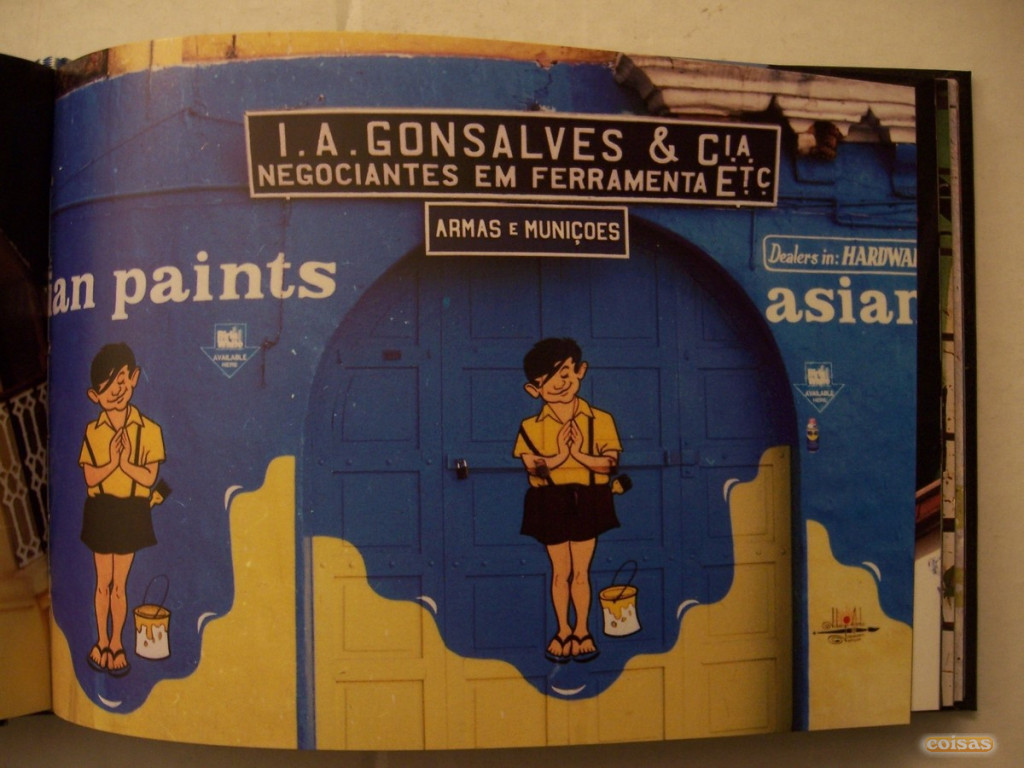 I.A.GONSALVES & CIA
NEGOCIANTES EM FERRAMENTA ETC
ARMAS E MUNIÇOES
ian paints
Dealers in: HARDWAR
asian
AVAILABLE
HERE
AVAILABLE
HERE
coisas